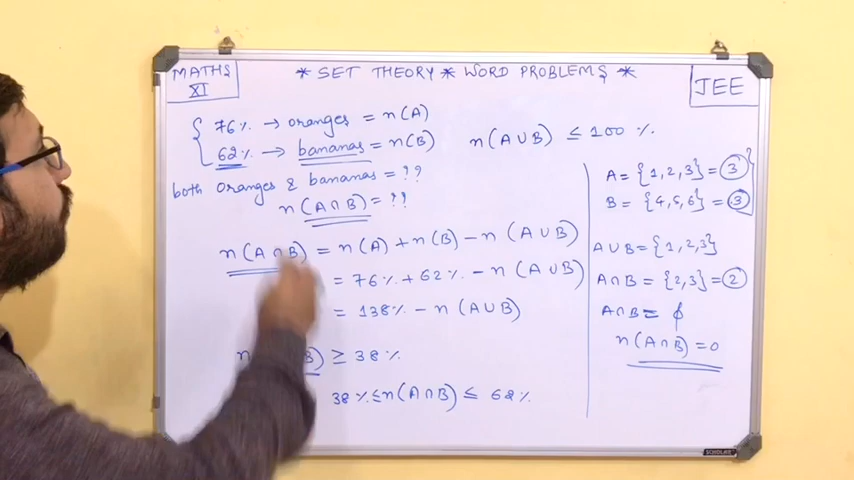 MATHS
XI
* SET THEORY * WORD PROBLEMS *
JEE
76% → oranges = n(A)
62% → bananas = n(B)
n(A∪B) ≤ 100 %.
both oranges & bananas = ??
n(A∩B) = ??
n(A∩B) = n(A) + n(B) - n(A∪B)
= 76% + 62% - n(A∪B)
= 138% - n(A∪B)
n B) ≥ 38%
38% ≤ n(A∩B) ≤ 62%.
A = {1,2,3} = 3
B = {4,5,6} = 3
A∪B = {1,2,3}
A∩B = {2,3} = 2
A∩B = ϕ
n(A∩B) = 0
SCHOLAR